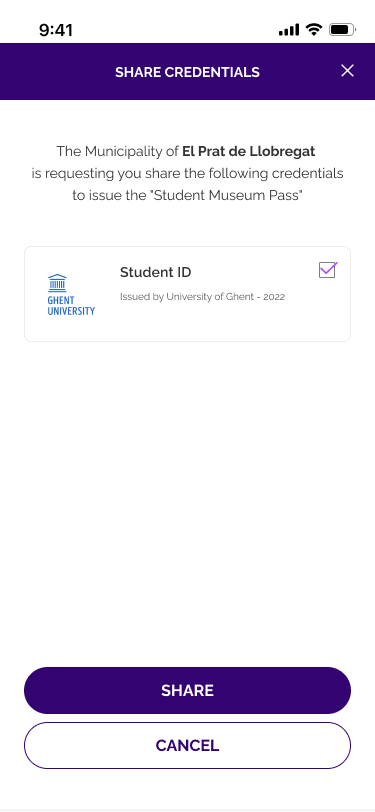 9:41
SHARE CREDENTIALS
The Municipality of El Prat de Llobregat
is requesting you share the following credentials
to issue the "Student Museum Pass"
Student ID
Issued by University of Ghent - 2022
GHENT
UNIVERSITY
SHARE
CANCEL